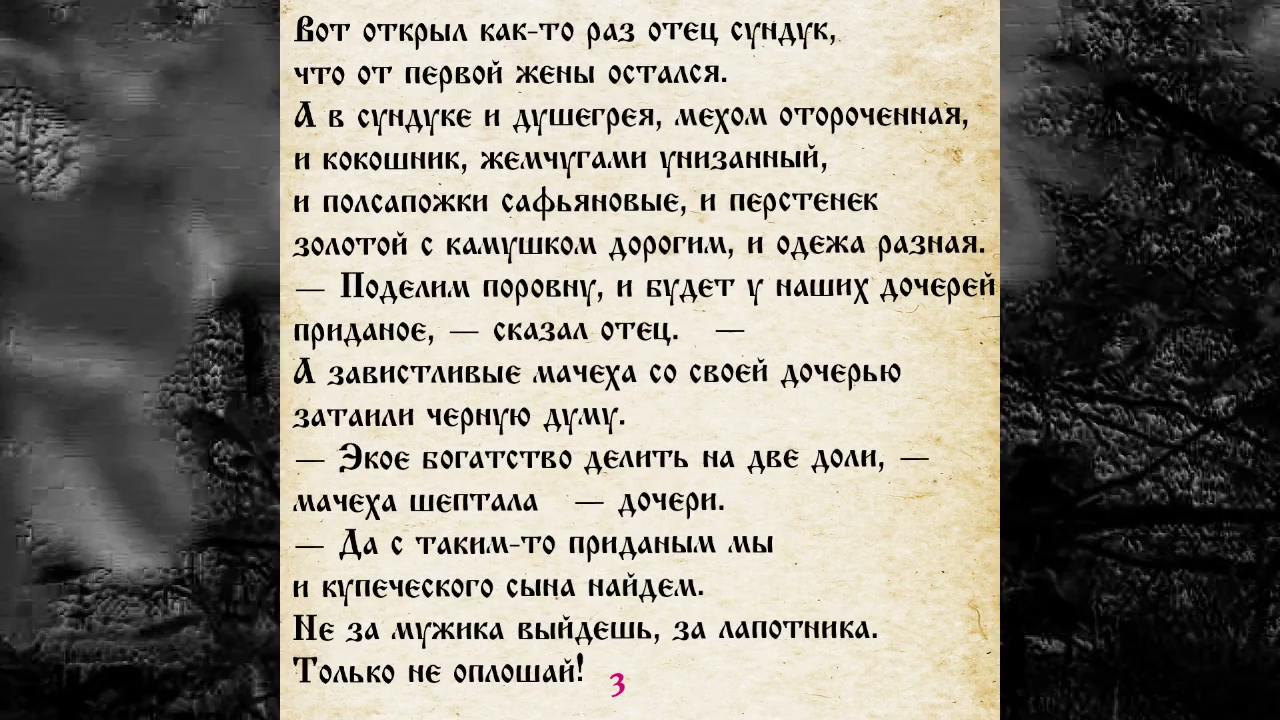 Вот открыл как-то раз отец сундук,
что от первой жены остался.
А в сундуке и душегрея, мехом отороченная,
и кокошник, жемчугами унизанный,
и полсапожки сафьяновые, и перстенек
золотой с камушком дорогим, и одежа разная.
— Поделим поровну, и будет у наших дочерей
приданое, — сказал отец. —
А завистливые мачеха со своей дочерью
затаили черную думу.
— Экое богатство делить на две доли, —
мачеха шептала — дочери.
— Да с таким-то приданым мы
и купеческого сына найдем.
Не за мужика выйдешь, за лапотника.
Только не оплошай!
3